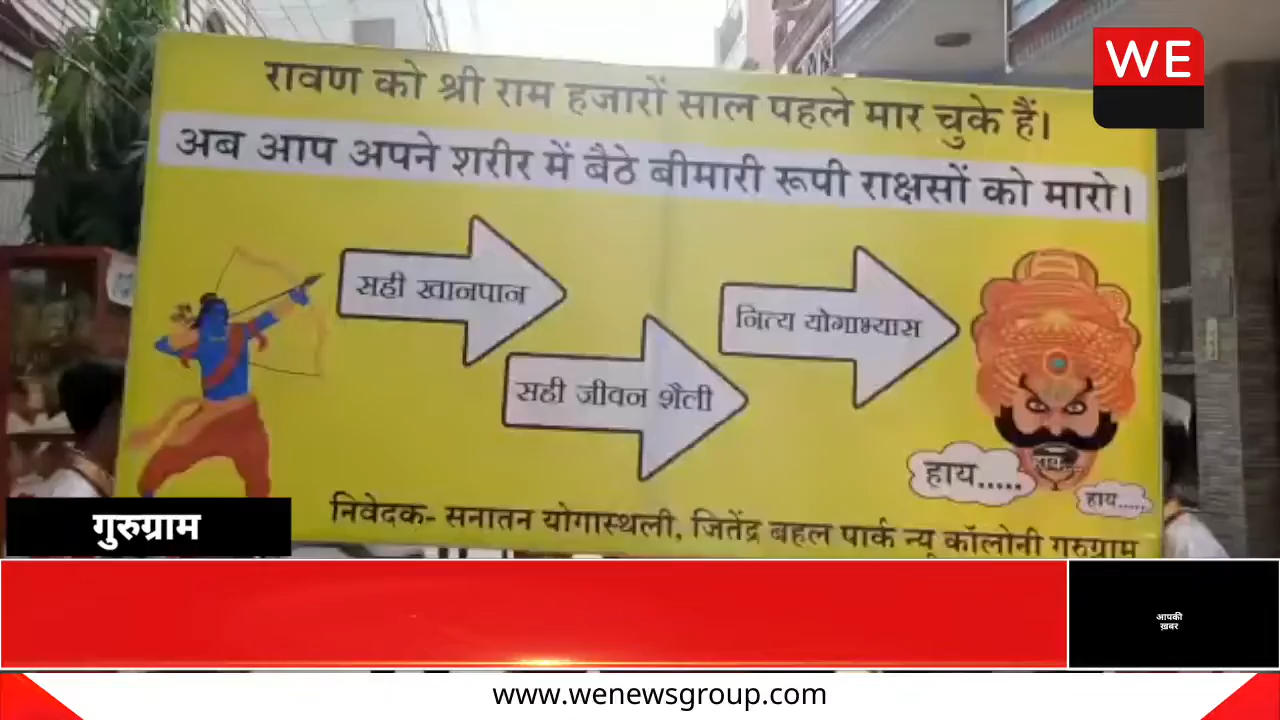 WE
रावण को श्री राम हजारों साल पहले मार चुके हैं।
अब आप अपने शरीर में बैठे बीमारी रूपी राक्षसों को मारो।
सही खानपान
नित्य योगाभ्यास
सही जीवन शैली
हाय.....
हाय.....
निवेदक- सनातन योगास्थली, जितेंद्र बहल पार्क न्यू कॉलोनी गुरुग्राम
गुरुग्राम
आपकी
ख़बर
www.wenewsgroup.com